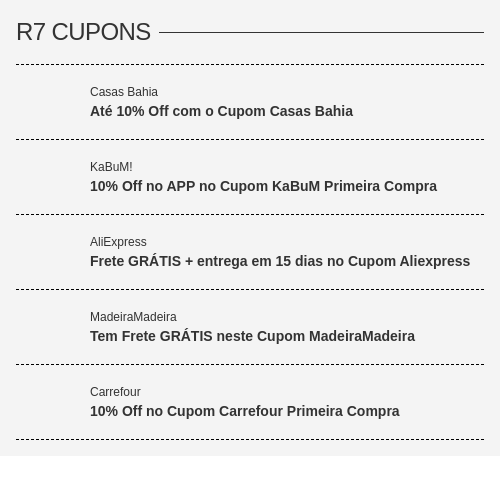 R7 CUPONS
Casas Bahia
Até 10% Off com o Cupom Casas Bahia
KaBuM!
10% Off no APP no Cupom KaBuM Primeira Compra
AliExpress
Frete GRÁTIS + entrega em 15 dias no Cupom Aliexpress
MadeiraMadeira
Tem Frete GRÁTIS neste Cupom MadeiraMadeira
Carrefour
10% Off no Cupom Carrefour Primeira Compra